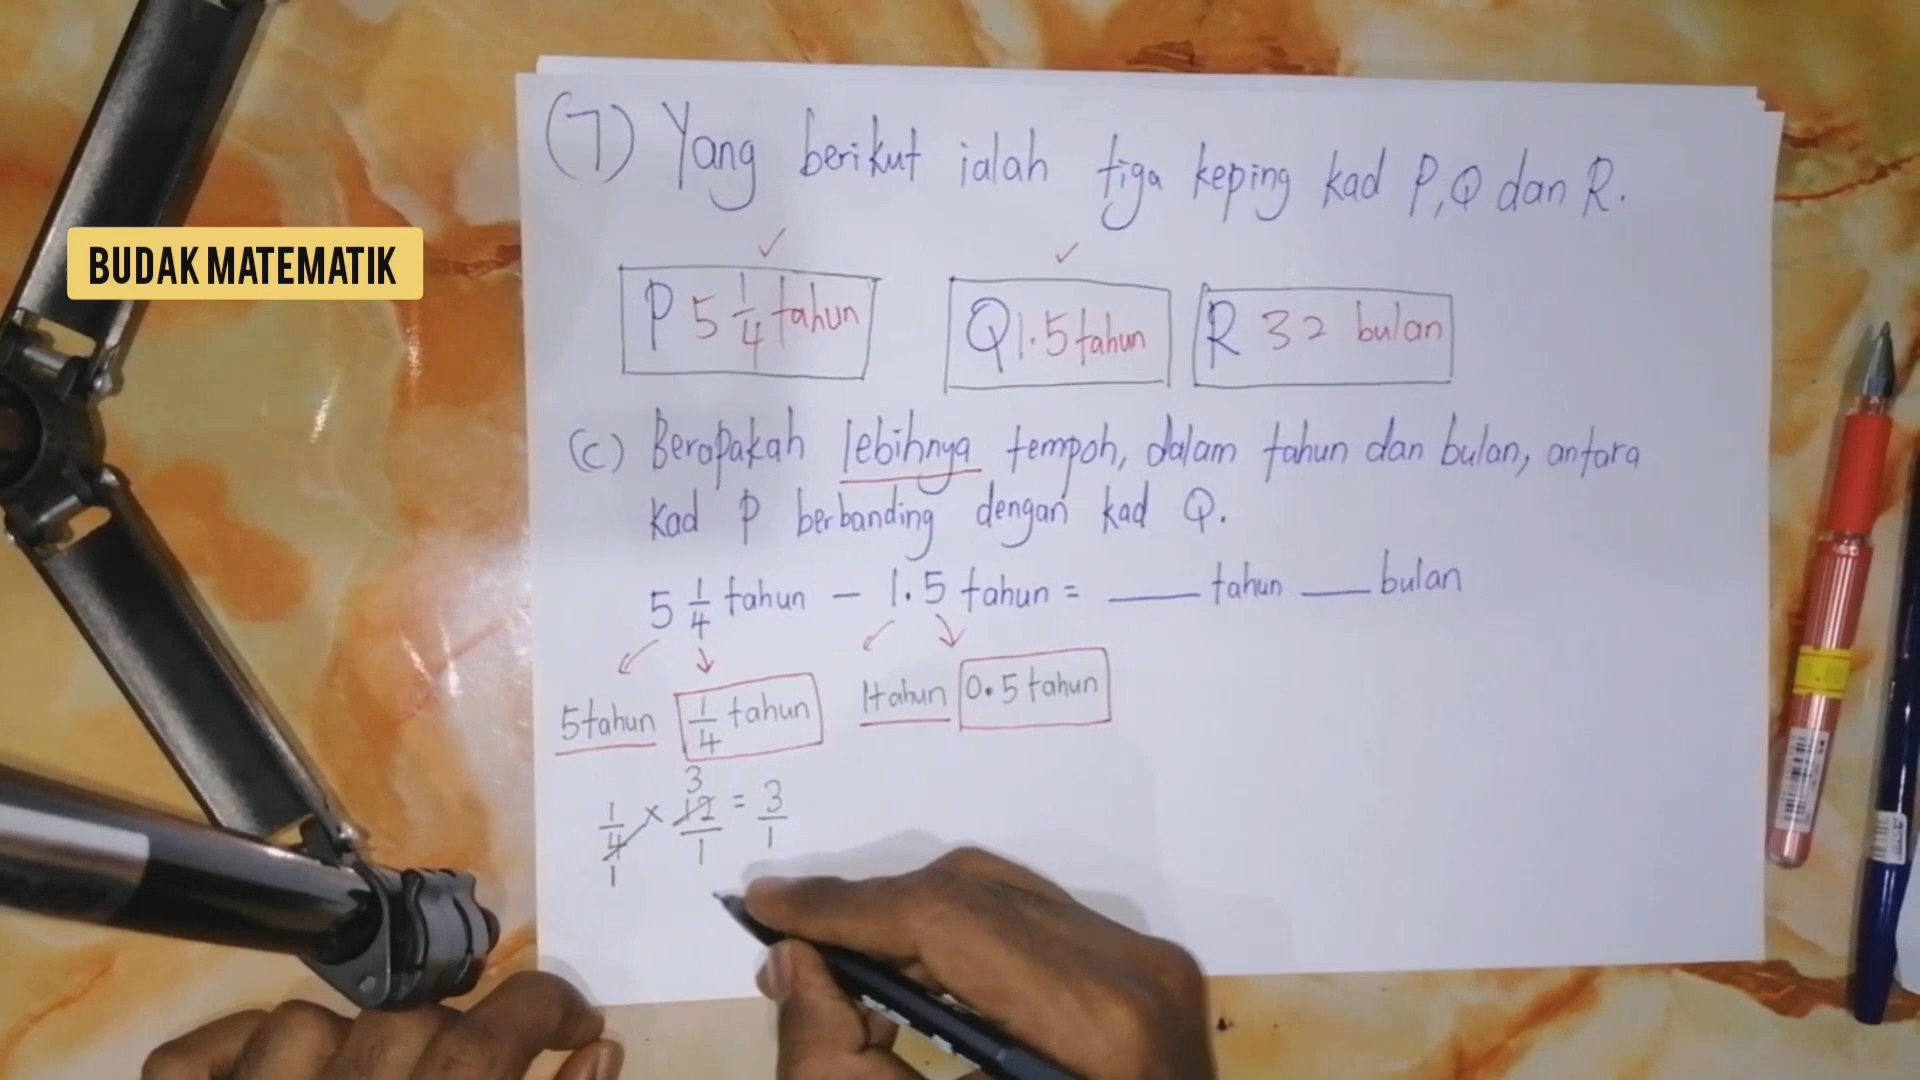 (7) Yang berikut ialah tiga keping kad P, Q dan R.
BUDAK MATEMATIK
P 5 1/4 tahun
Q 1.5 tahun
R 32 bulan
(c) Berapakah lebihnya tempoh, dalam tahun dan bulan, antara
kad P berbanding dengan kad Q.
5 1/4 tahun - 1.5 tahun = ___ tahun ___ bulan
5 tahun 1/4 tahun 1 tahun 0.5 tahun
3
1/4 x 12/1 = 3/1
1